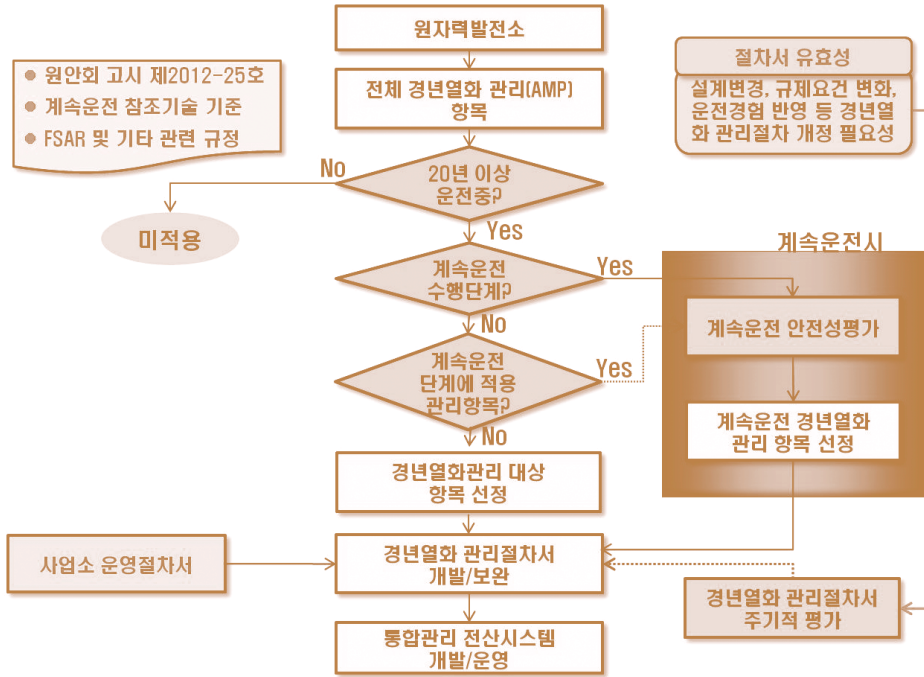 원자력발전소
● 원안회 고시 제2012-25호
● 계속운전 참조기술 기준
● FSAR 및 기타 관련 규정
전체 경년열화 관리(AMP)
항목
절차서 유효성
설계변경, 규제요건 변화,
운전경험 반영 등 경년열
화 관리절차 개정 필요성
20년 이상
운전중?
No
미적용
Yes
계속운전
수행단계?
Yes
No
계속운전시
계속운전 안전성평가
계속운전 경년열화
관리 항목 선정
계속운전
단계에 적용
관리항목?
Yes
No
경년열화관리 대상
항목 선정
사업소 운영절차서
경년열화 관리절차서
개발/보완
경년열화 관리절차서
주기적 평가
통합관리 전산시스템
개발/운영